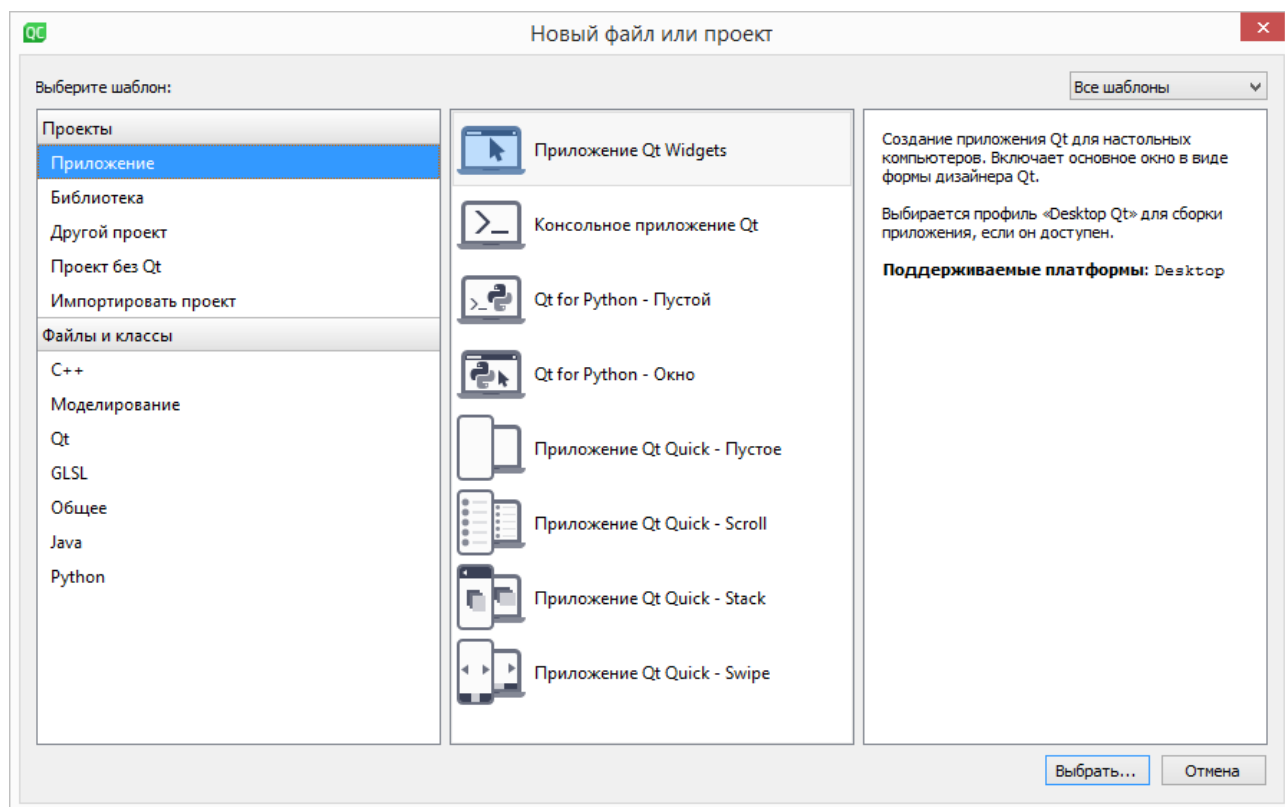 QC
Новый файл или проект
Выберите шаблон:
Все шаблоны
Проекты
Приложение
Библиотека
Другой проект
Проект без Qt
Импортировать проект
Файлы и классы
C++
Моделирование
Qt
GLSL
Общее
Java
Python
Приложение Qt Widgets
Консольное приложение Qt
Qt for Python - Пустой
Qt for Python - Окно
Приложение Qt Quick - Пустое
Приложение Qt Quick - Scroll
Приложение Qt Quick - Stack
Приложение Qt Quick - Swipe
Создание приложения Qt для настольных
компьютеров. Включает основное окно в виде
формы дизайнера Qt.
Выбирается профиль «Desktop Qt» для сборки
приложения, если он доступен.
Поддерживаемые платформы: Desktop
Выбрать...
Отмена